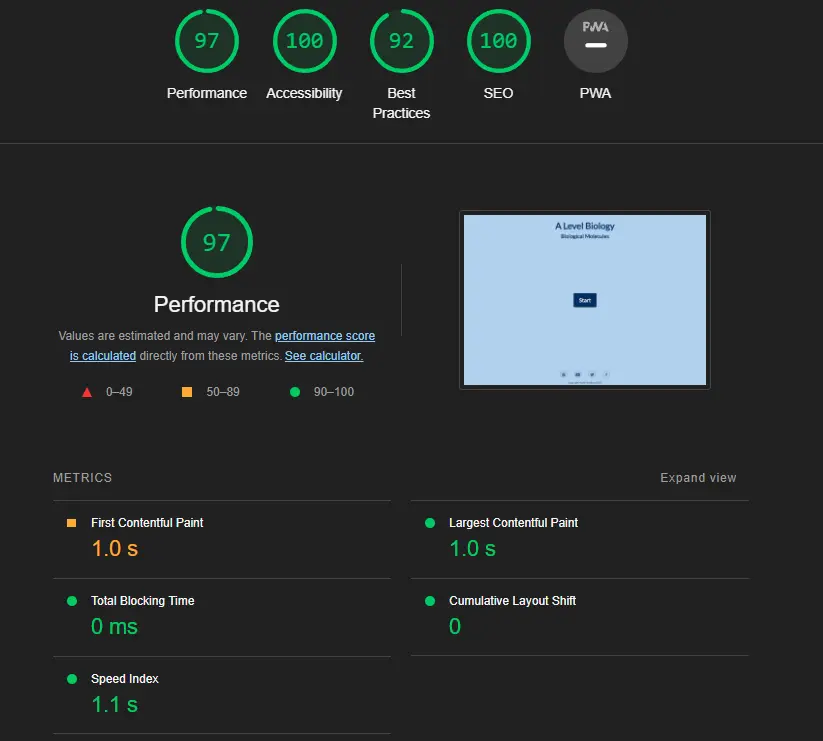 97
100
92
100
PWA
Performance
Accessibility
Best
Practices
SEO
PWA
97
Performance
Values are estimated and may vary. The performance score
is calculated directly from these metrics. See calculator.
0–49
50–89
90–100
A Level Biology
Biological Molecules
Start
METRICS
Expand view
First Contentful Paint
1.0 s
Largest Contentful Paint
1.0 s
Total Blocking Time
0 ms
Cumulative Layout Shift
0
Speed Index
1.1 s